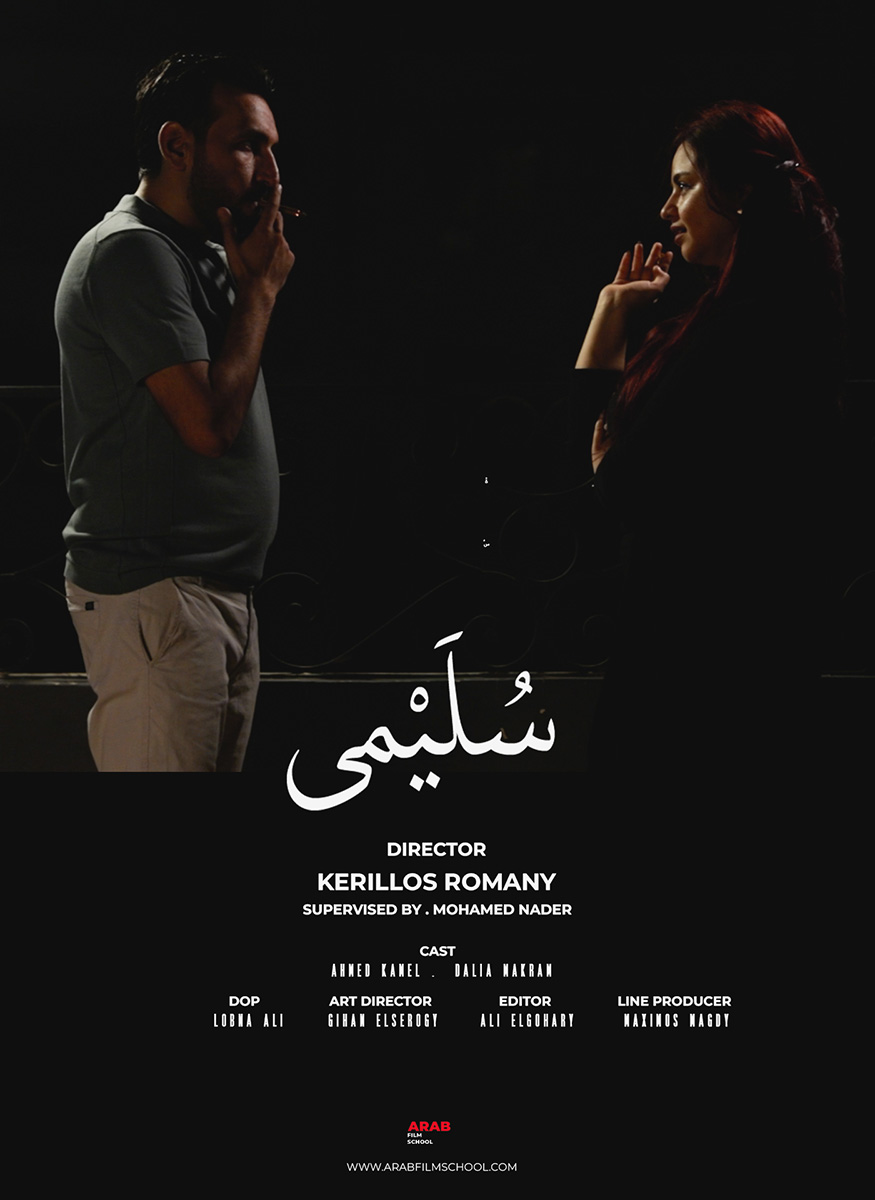 سُلَيْمى
DIRECTOR
KERILLOS ROMANY
SUPERVISED BY . MOHAMED NADER
CAST
AHMED KAMEL . DALIA MAKRAM
DOP ART DIRECTOR EDITOR LINE PRODUCER
LOBNA ALI GIHAN ELSEROGY ALI ELGOHARY MAXIMOS MAGDY
ARAB
FILM
SCHOOL
WWW.ARABFILMSCHOOL.COM